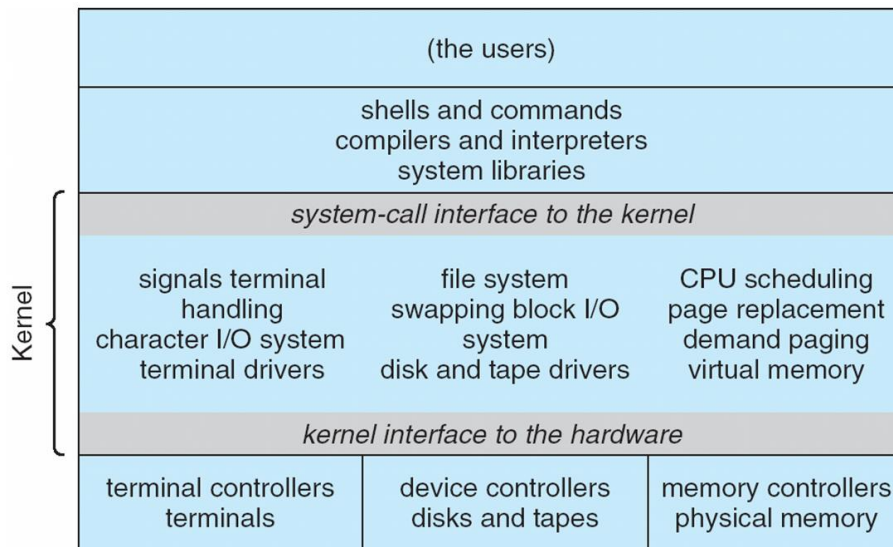 (the users)
shells and commands
compilers and interpreters
system libraries
Kernel
system-call interface to the kernel
signals terminal
handling
character I/O system
terminal drivers
file system
swapping block I/O
system
disk and tape drivers
CPU scheduling
page replacement
demand paging
virtual memory
kernel interface to the hardware
terminal controllers
terminals
device controllers
disks and tapes
memory controllers
physical memory